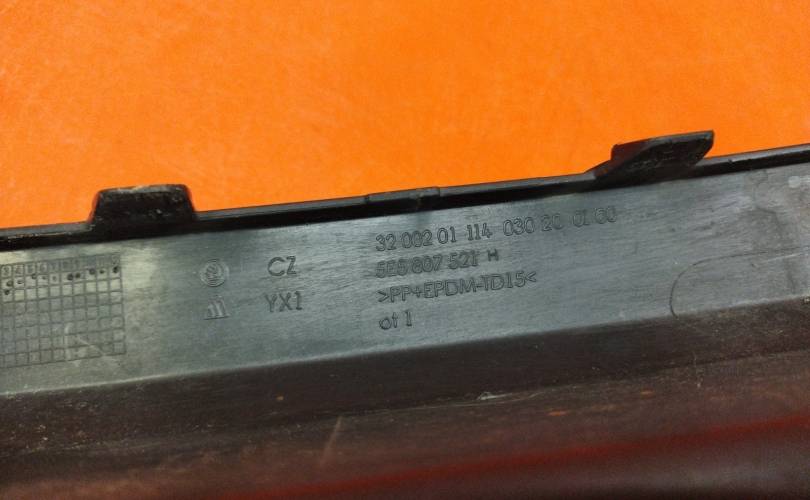 32 002 01 114 030 20 01 00
CZ
5E6 807 521 H
YX1
>PP+EPDM-TD15<
ot 1